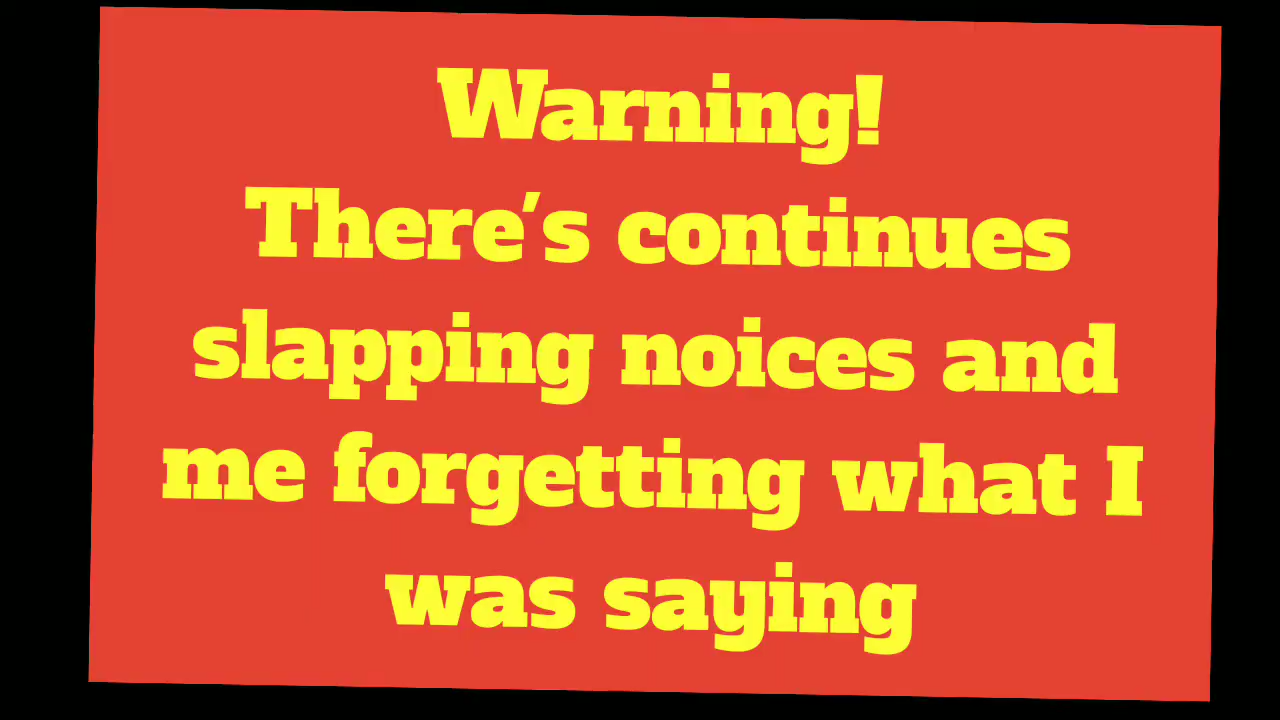 Warning!
There's continues
slapping noices and
me forgetting what I
was saying